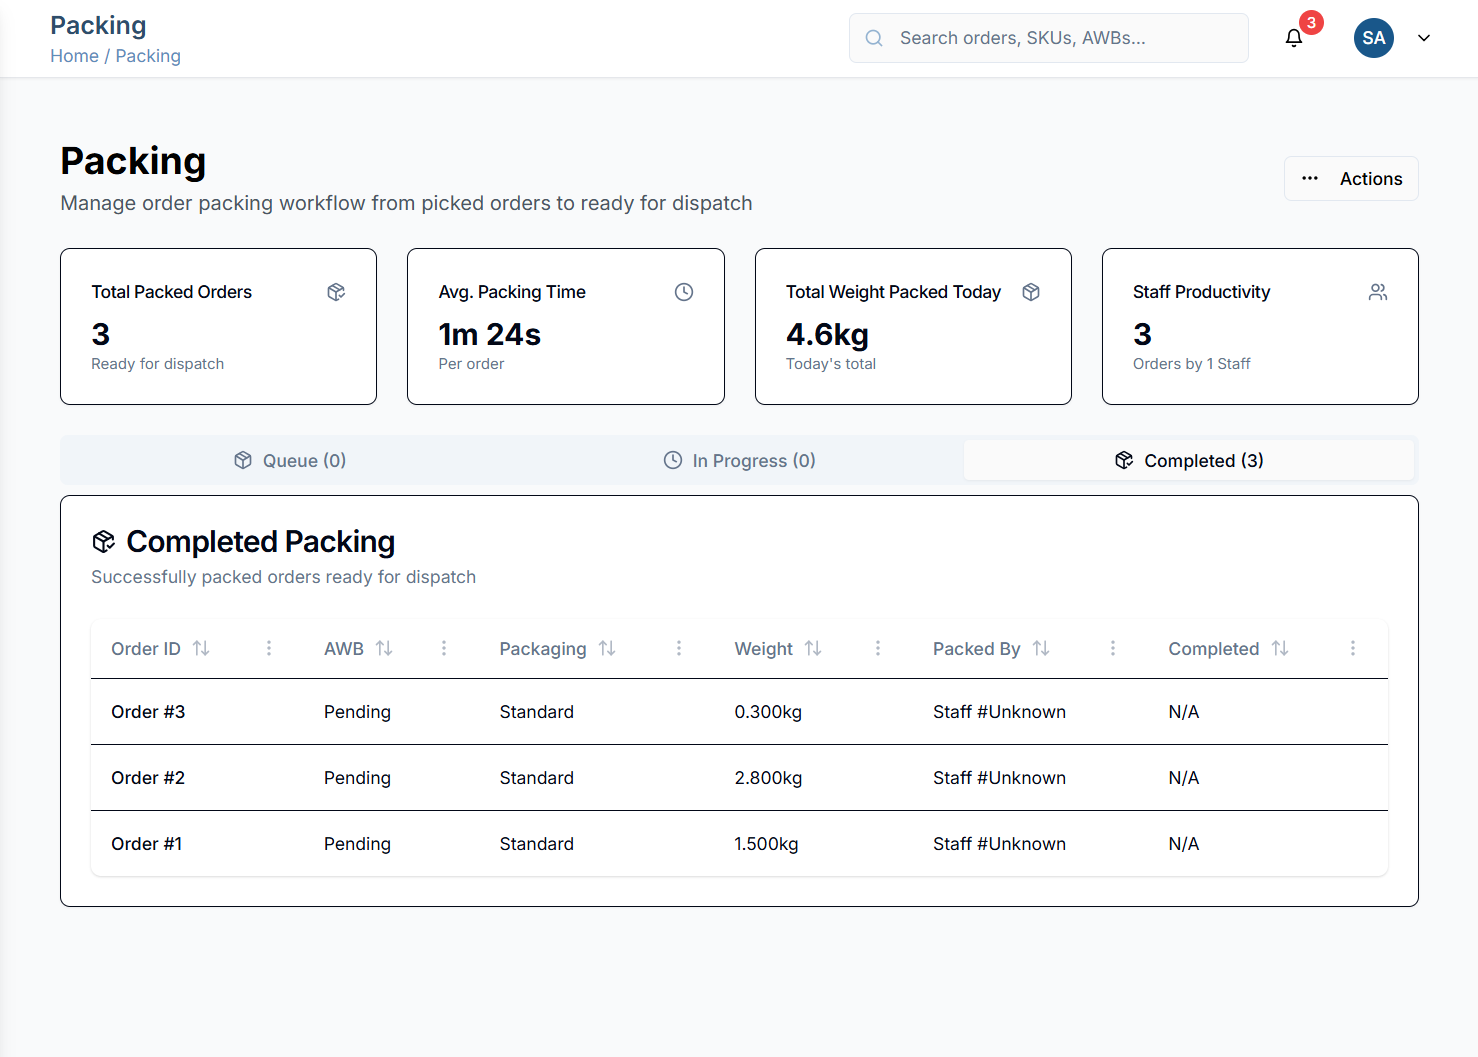 Packing
Home / Packing
Search orders, SKUs, AWBs...
3
SA
Packing
Manage order packing workflow from picked orders to ready for dispatch
Actions
Total Packed Orders
3
Ready for dispatch
Avg. Packing Time
1m 24s
Per order
Total Weight Packed Today
4.6kg
Today's total
Staff Productivity
3
Orders by 1 Staff
Queue (0)
In Progress (0)
Completed (3)
Completed Packing
Successfully packed orders ready for dispatch
Order ID AWB Packaging Weight Packed By Completed
Order #3 Pending Standard 0.300kg Staff #Unknown N/A
Order #2 Pending Standard 2.800kg Staff #Unknown N/A
Order #1 Pending Standard 1.500kg Staff #Unknown N/A